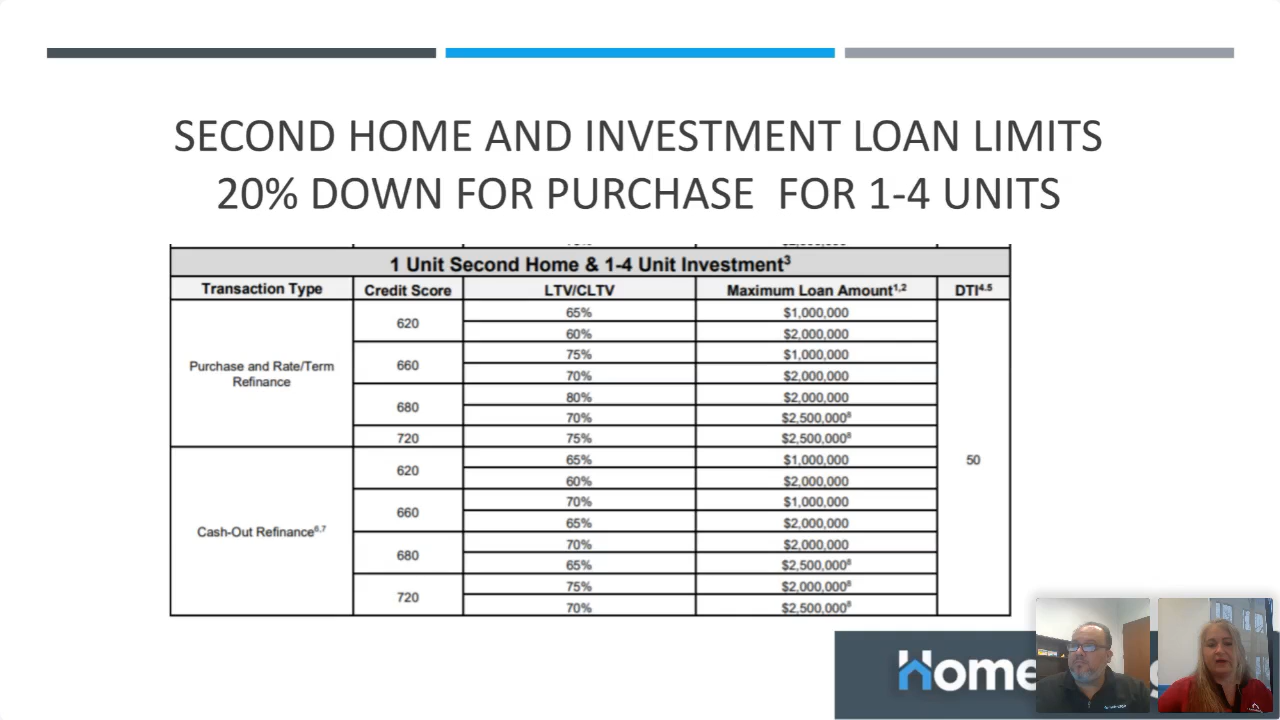 SECOND HOME AND INVESTMENT LOAN LIMITS
20% DOWN FOR PURCHASE FOR 1-4 UNITS
1 Unit Second Home & 1-4 Unit Investment³
Transaction Type Credit Score LTV/CLTV Maximum Loan Amount¹,² DTI⁴.⁵
Purchase and Rate/Term
Refinance
620 65% $1,000,000
60% $2,000,000
660 75% $1,000,000
70% $2,000,000
680 80% $2,000,000
70% $2,500,000⁸
720 75% $2,500,000⁸
50
Cash-Out Refinance⁶,⁷
620 65% $1,000,000
60% $2,000,000
660 70% $1,000,000
65% $2,000,000
680 70% $2,000,000
65% $2,500,000⁸
720 75% $2,000,000⁸
70% $2,500,000⁸
Home